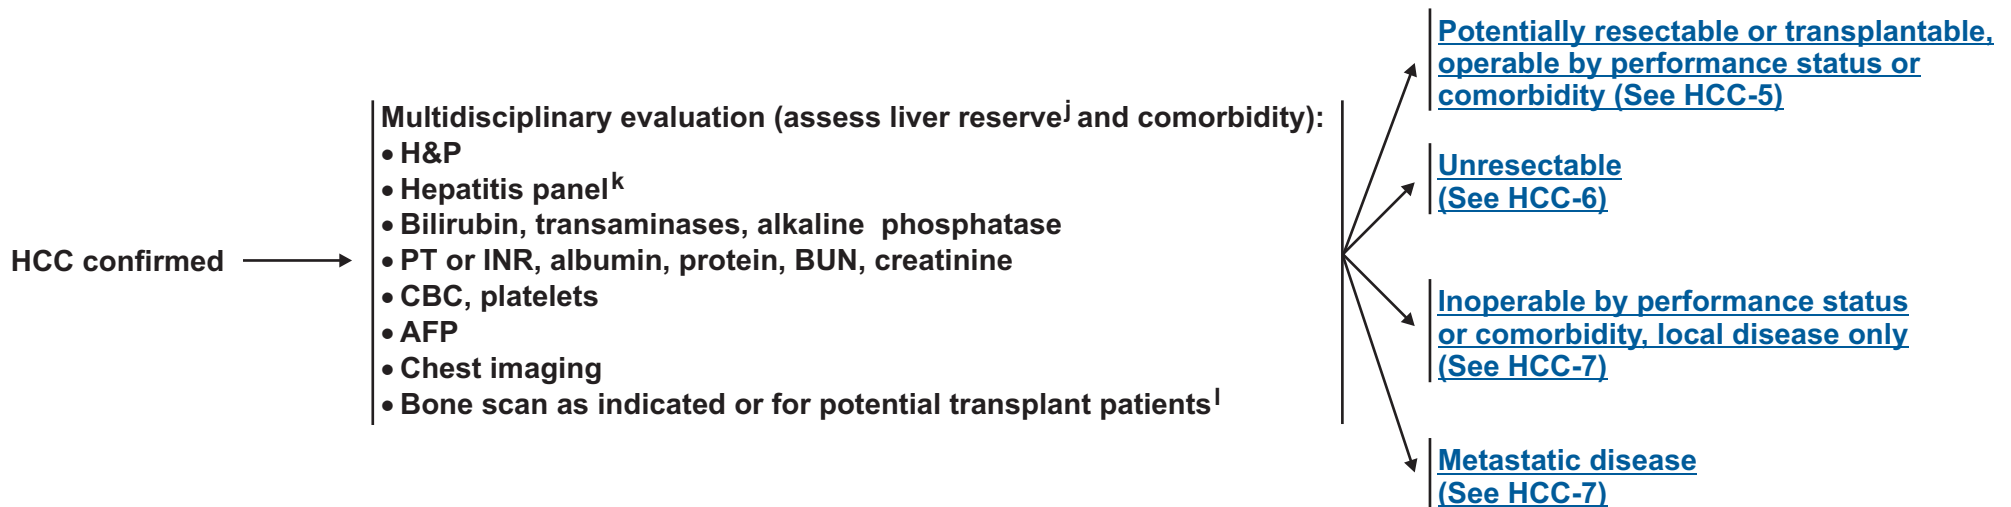 HCC confirmed
Multidisciplinary evaluation (assess liver reserveʲ and comorbidity):
• H&P
• Hepatitis panelᵏ
• Bilirubin, transaminases, alkaline phosphatase
• PT or INR, albumin, protein, BUN, creatinine
• CBC, platelets
• AFP
• Chest imaging
• Bone scan as indicated or for potential transplant patientsˡ
Potentially resectable or transplantable,
operable by performance status or
comorbidity (See HCC-5)
Unresectable
(See HCC-6)
Inoperable by performance status
or comorbidity, local disease only
(See HCC-7)
Metastatic disease
(See HCC-7)